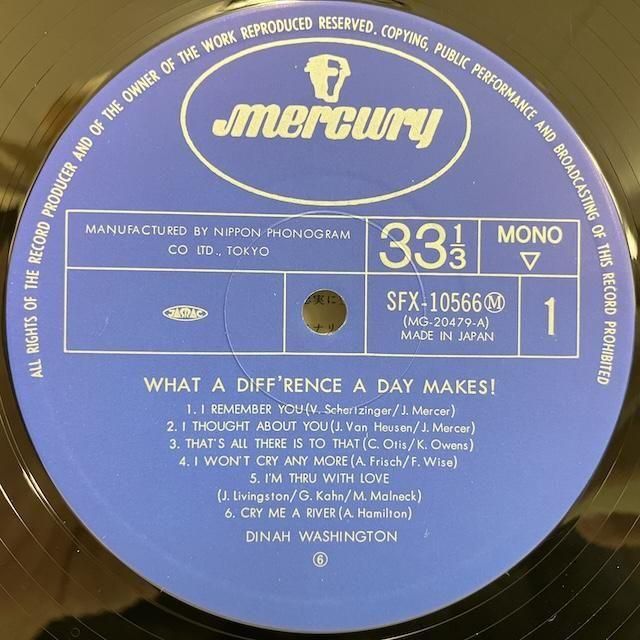 ALL RIGHTS OF THE RECORD PRODUCER AND OF THE OWNER OF THE WORK REPRODUCED RESERVED. COPYING, PUBLIC PERFORMANCE AND BROADCASTING OF THIS RECORD PROHIBITED
mercury
MANUFACTURED BY NIPPON PHONOGRAM
CO LTD., TOKYO
33 1/3
MONO
▽
JASRAC
SFX-10566Ⓜ
(MG-20479-A)
MADE IN JAPAN
1
WHAT A DIFF'RENCE A DAY MAKES!
1. I REMEMBER YOU (V. Schertzinger/J. Mercer)
2. I THOUGHT ABOUT YOU (J. Van Heusen/J. Mercer)
3. THAT'S ALL THERE IS TO THAT (C. Otis/K. Owens)
4. I WON'T CRY ANY MORE (A. Frisch/F. Wise)
5. I'M THRU WITH LOVE
(J. Livingston/G. Kahn/M. Malneck)
6. CRY ME A RIVER (A. Hamilton)
DINAH WASHINGTON
⑥